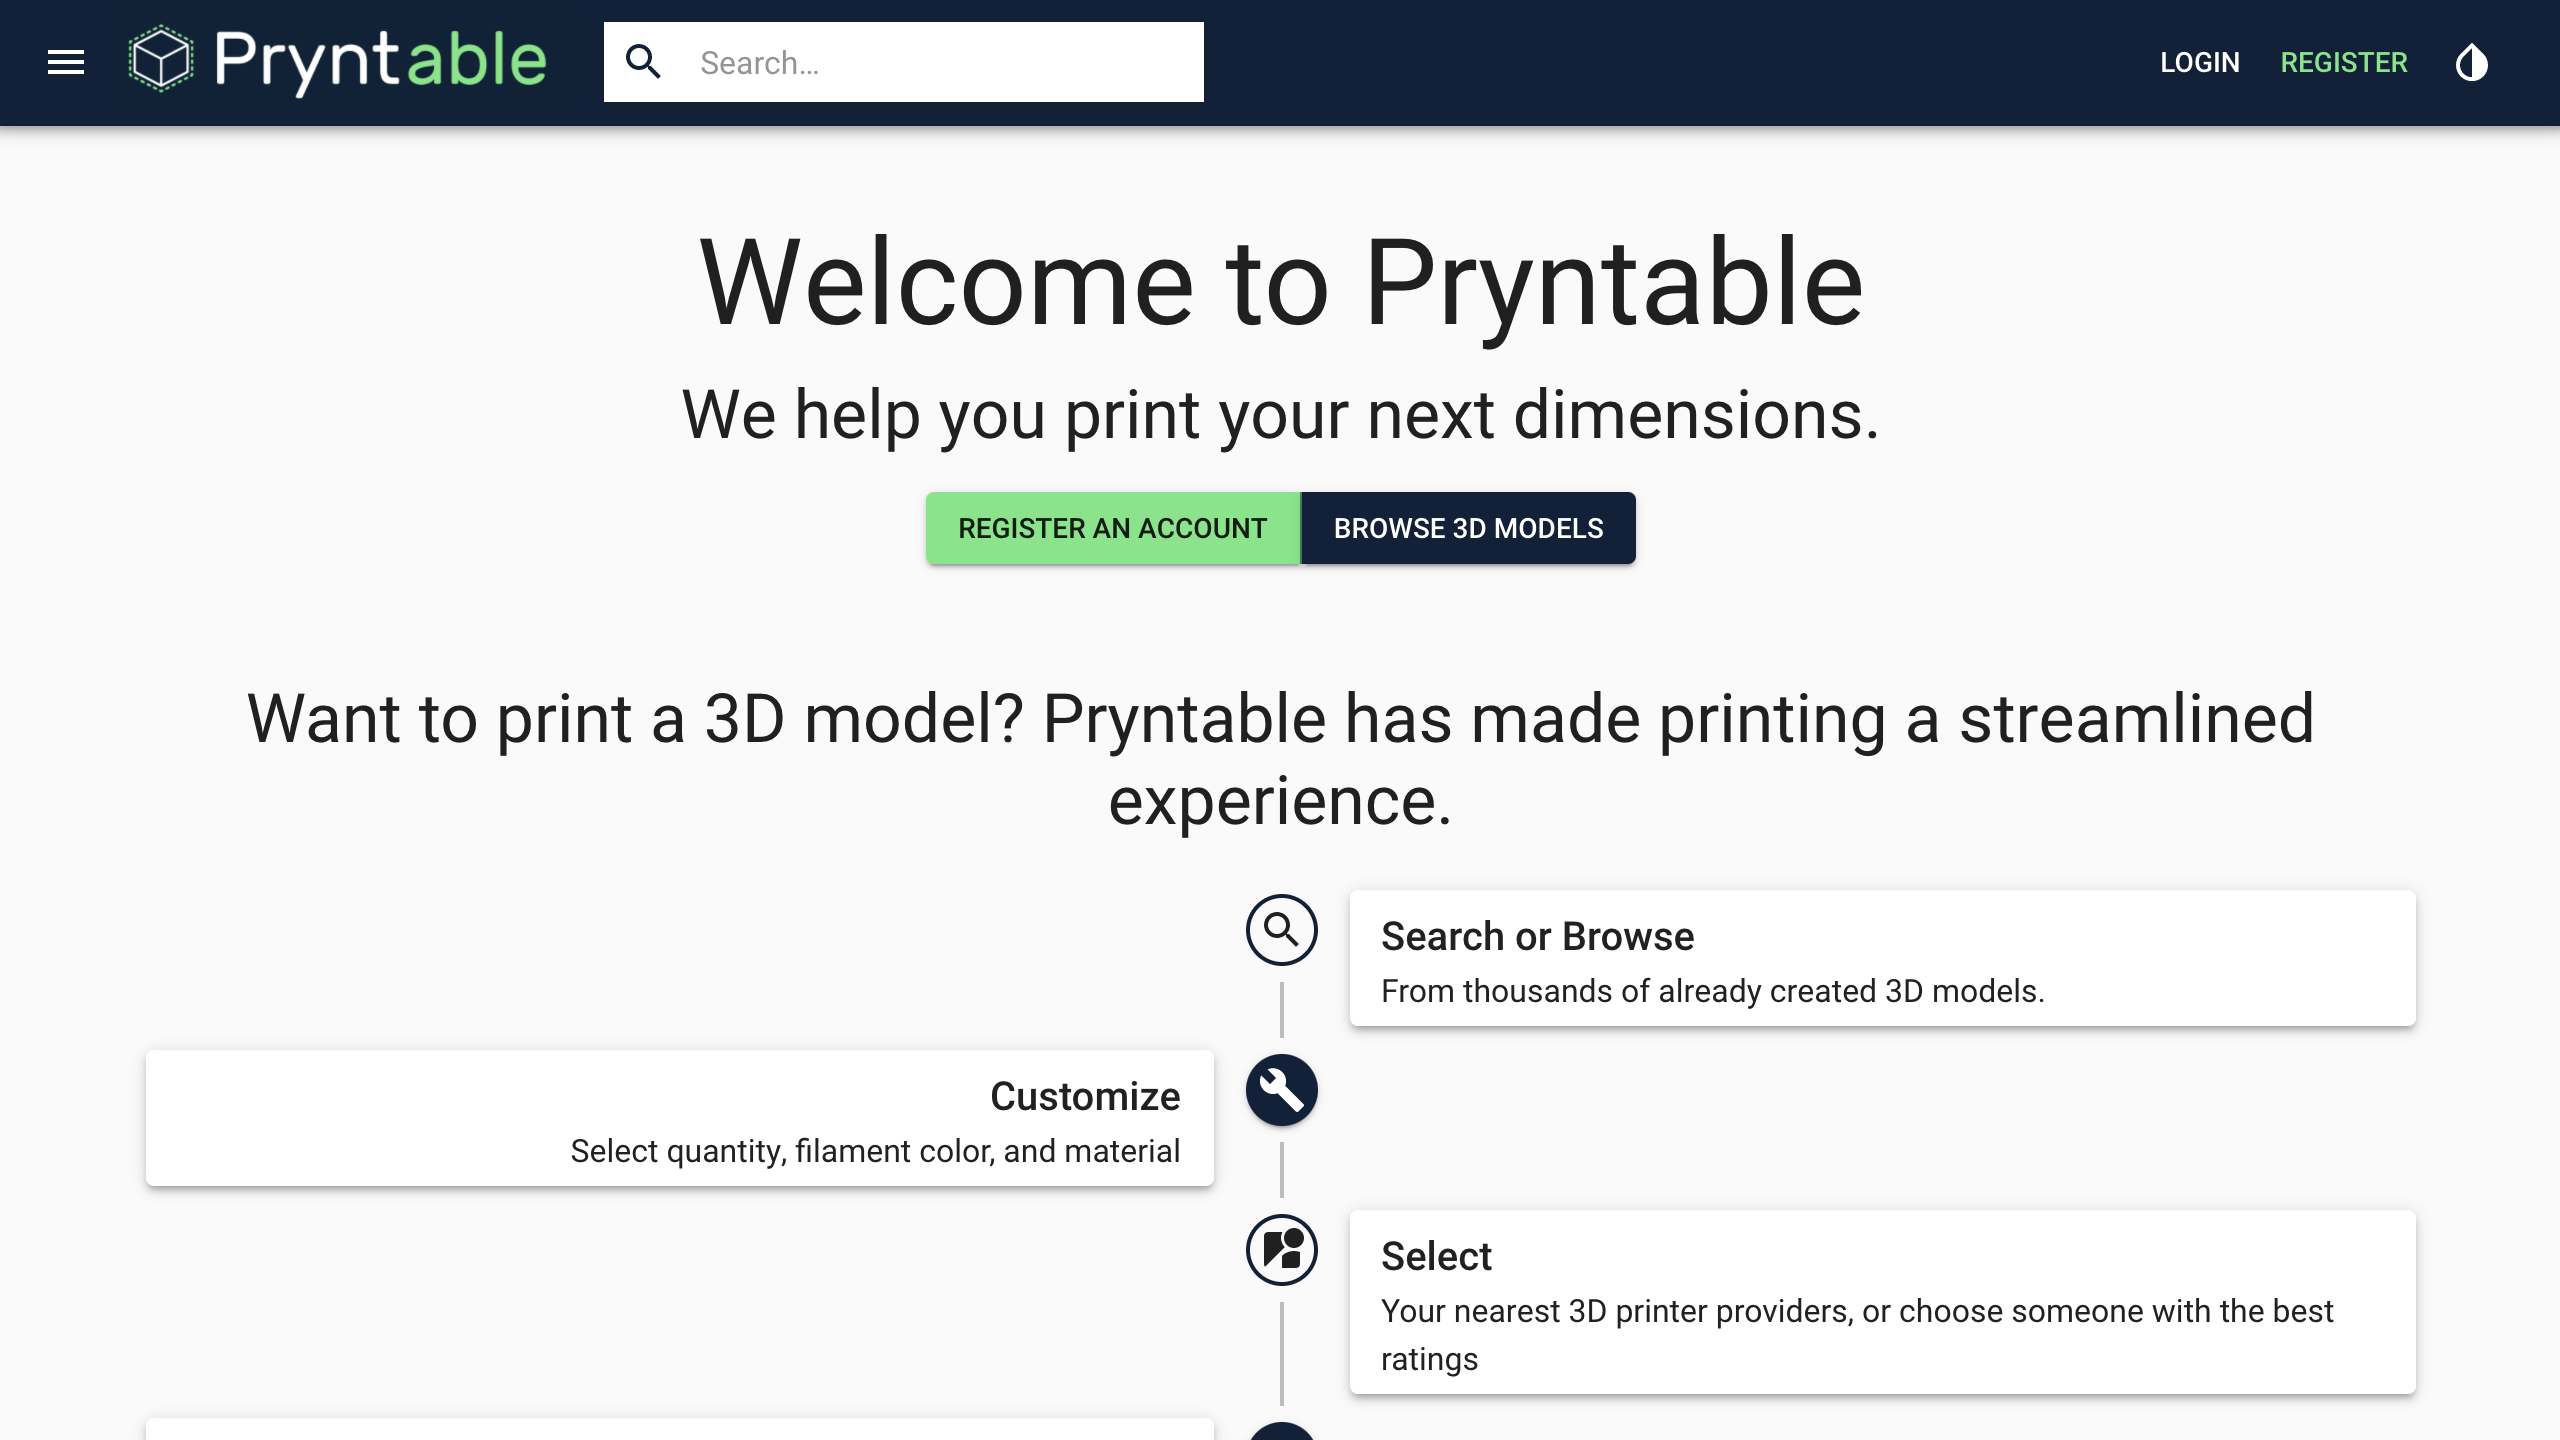 Pryntable
Search...
LOGIN
REGISTER
Welcome to Pryntable
We help you print your next dimensions.
REGISTER AN ACCOUNT
BROWSE 3D MODELS
Want to print a 3D model? Pryntable has made printing a streamlined
experience.
Search or Browse
From thousands of already created 3D models.
Customize
Select quantity, filament color, and material
Select
Your nearest 3D printer providers, or choose someone with the best
ratings